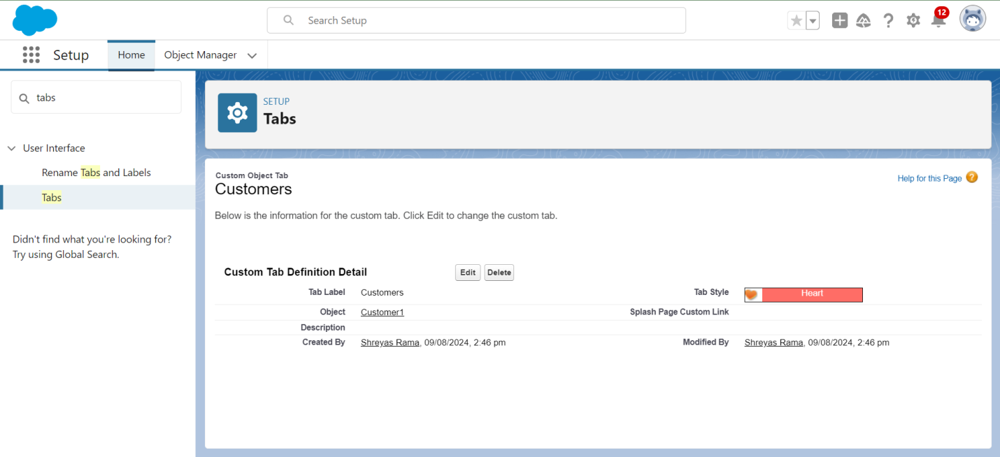 Search Setup
12
Setup
Home
Object Manager
tabs
User Interface
Rename Tabs and Labels
Tabs
Didn't find what you're looking for?
Try using Global Search.
SETUP
Tabs
Custom Object Tab
Customers
Help for this Page
Below is the information for the custom tab. Click Edit to change the custom tab.
Custom Tab Definition Detail Edit Delete
Tab Label Customers Tab Style Heart
Object Customer1 Splash Page Custom Link
Description
Created By Shreyas Rama, 09/08/2024, 2:46 pm Modified By Shreyas Rama, 09/08/2024, 2:46 pm